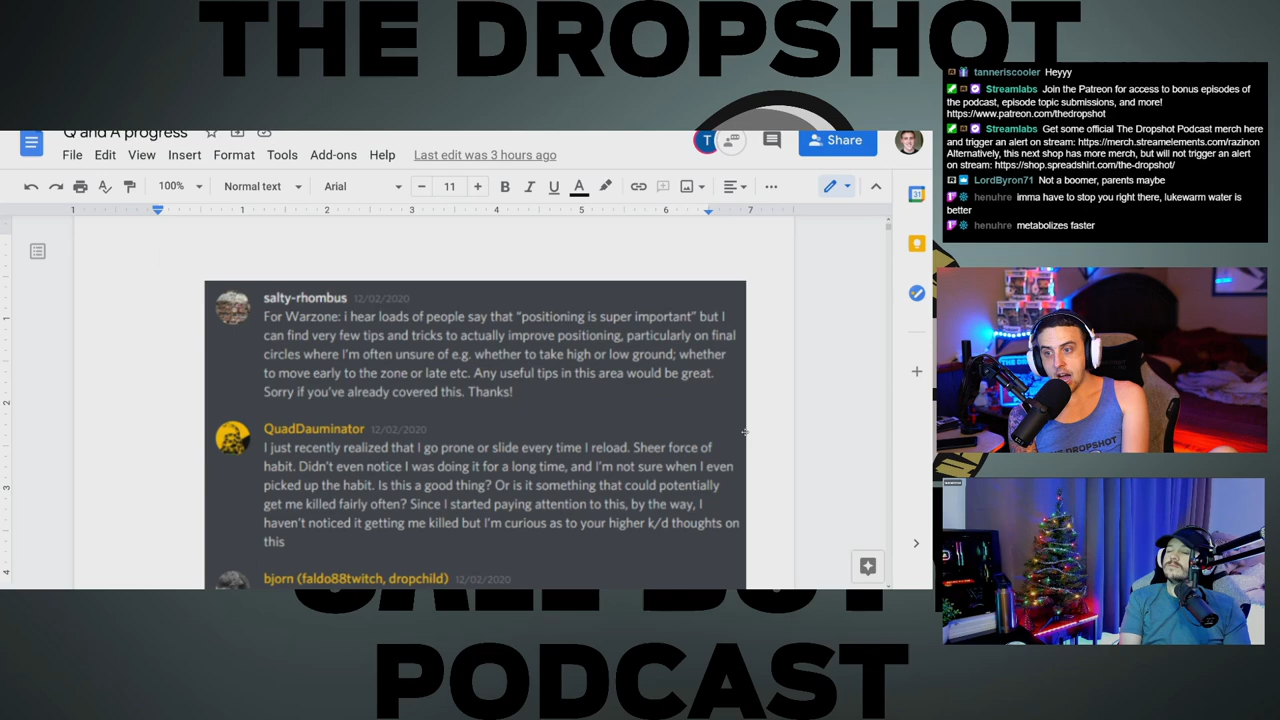 THE DROPSHOT
Q and A progress
File Edit View Insert Format Tools Add-ons Help Last edit was 3 hours ago
Share
100% Normal text Arial 11 B I U A
1 1 2 3 4 5 6 7
31
salty-rhombus 12/02/2020
For Warzone: i hear loads of people say that “positioning is super important” but I
can find very few tips and tricks to actually improve positioning, particularly on final
circles where I'm often unsure of e.g. whether to take high or low ground; whether
to move early to the zone or late etc. Any useful tips in this area would be great.
Sorry if you've already covered this. Thanks!
QuadDauminator 12/02/2020
I just recently realized that I go prone or slide every time I reload. Sheer force of
habit. Didn't even notice I was doing it for a long time, and I'm not sure when I even
picked up the habit. Is this a good thing? Or is it something that could potentially
get me killed fairly often? Since I started paying attention to this, by the way, I
haven't noticed it getting me killed but I'm curious as to your higher k/d thoughts on
this
bjorn (faldo88twitch, dropchild) 12/02/2020
PODCAST
tanneriscooler Heyyy
Streamlabs Join the Patreon for access to bonus episodes of
the podcast, episode topic submissions, and more!
https://www.patreon.com/thedropshot
Streamlabs Get some official The Dropshot Podcast merch here
and trigger an alert on stream: https://merch.streamelements.com/razinon
Alternatively, this next shop has more merch, but will not trigger an alert
on stream: https://shop.spreadshirt.com/the-dropshot/
LordByron71 Not a boomer, parents maybe
henuhre imma have to stop you right there, lukewarm water is
better
henuhre metabolizes faster
DROPSHOT